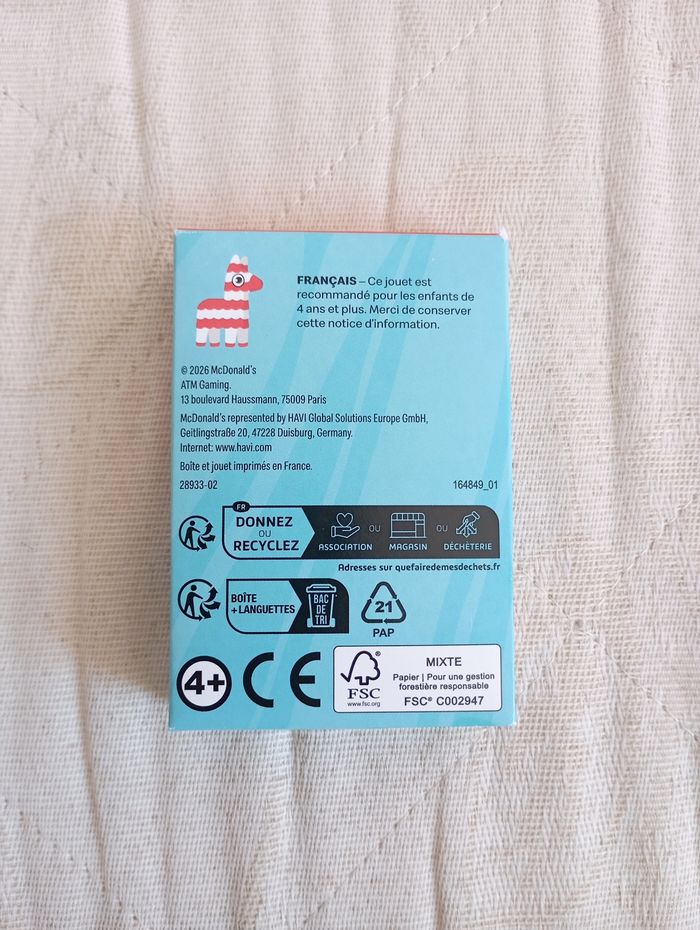 FRANÇAIS – Ce jouet est
recommandé pour les enfants de
4 ans et plus. Merci de conserver
cette notice d'information.
© 2026 McDonald's
ATM Gaming.
13 boulevard Haussmann, 75009 Paris
McDonald's represented by HAVI Global Solutions Europe GmbH,
Geitlingstraße 20, 47228 Duisburg, Germany.
Internet: www.havi.com
Boîte et jouet imprimés en France.
28933-02
164849_01
FR
DONNEZ
OU
RECYCLEZ
ASSOCIATION
OU
MAGASIN
OU
DÉCHÈTERIE
Adresses sur quefairedemesdechets.fr
BOÎTE
+ LANGUETTES
BAC
DE
TRI
21
PAP
4+
CE
FSC
www.fsc.org
MIXTE
Papier | Pour une gestion
forestière responsable
FSC® C002947